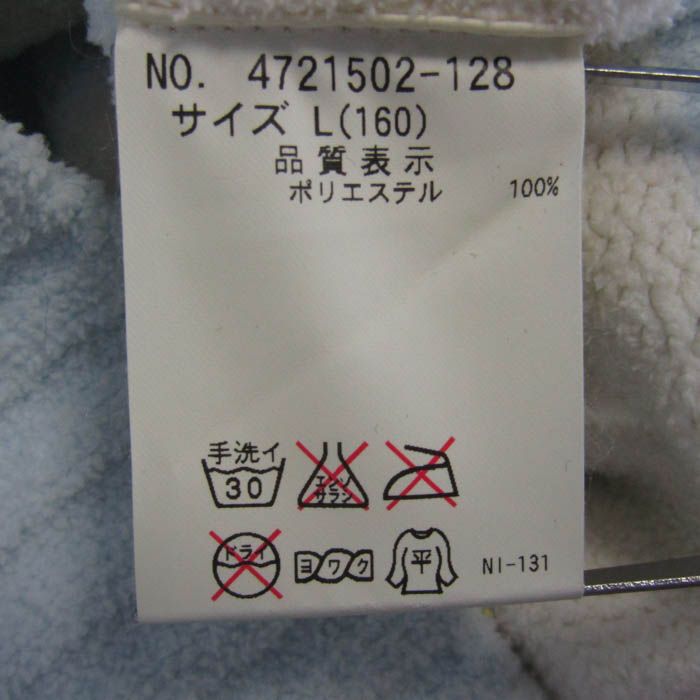 NO. 4721502-128
サイズ L(160)
品質表示
ポリエステル 100%
手洗イ
30
エンソ
サラシ
ドライ
ヨワク
平
NI-131